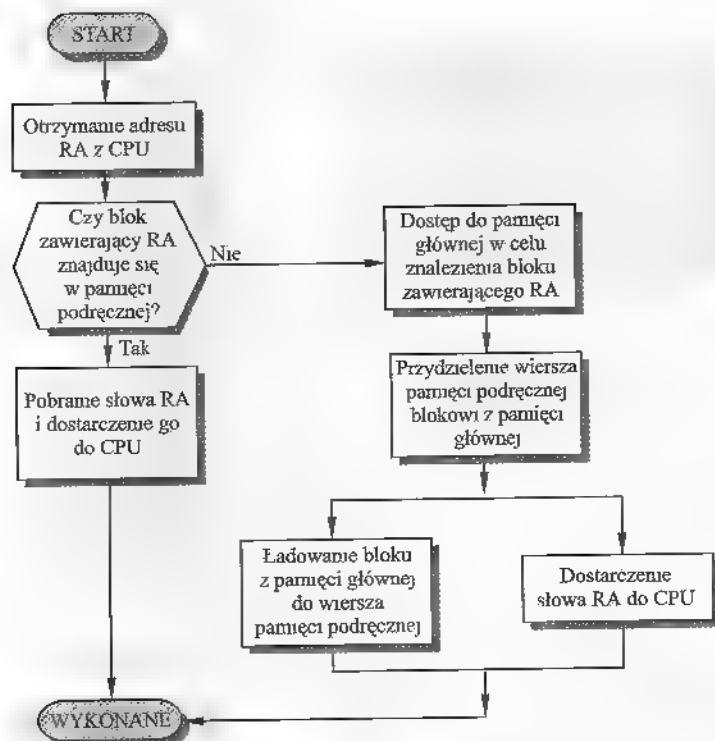 START
Otrzymanie adresu
RA z CPU
Czy blok
zawierający RA
znajduje się
w pamięci
podręcznej?
Nie
Tak
Dostęp do pamięci
głównej w celu
znalezienia bloku
zawierającego RA
Pobranie słowa RA
i dostarczenie go
do CPU
Przydzielenie wiersza
pamięci podręcznej
blokowi z pamięci
głównej
Ładowanie bloku
z pamięci głównej
do wiersza
pamięci podręcznej
Dostarczenie
słowa RA do CPU
WYKONANE